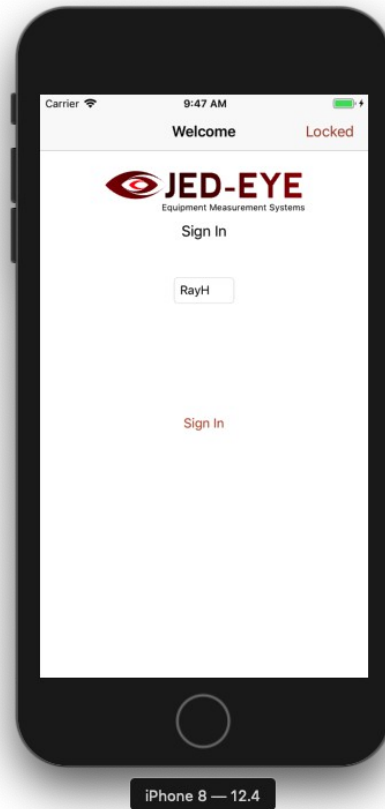 Carrier 9:47 AM
Welcome Locked
JED-EYE
Equipment Measurement Systems
Sign In
RayH
Sign In
iPhone 8 — 12.4